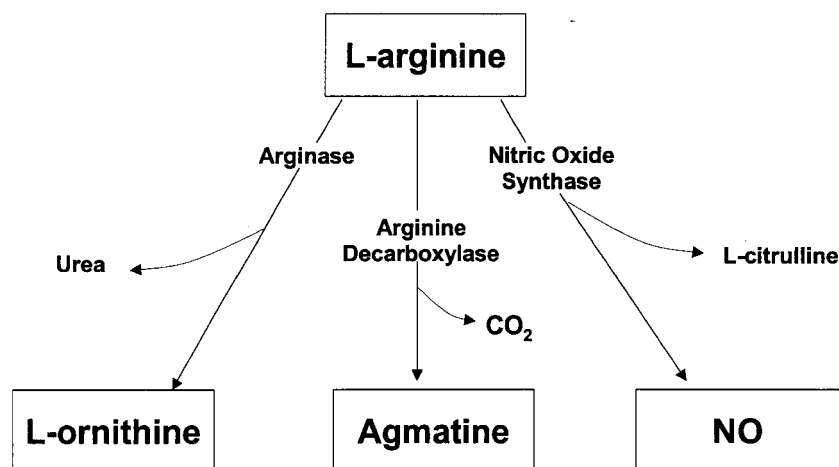 L-arginine
Arginase
Nitric Oxide
Synthase
Arginine
Decarboxylase
Urea
L-citrulline
CO₂
L-ornithine
Agmatine
NO